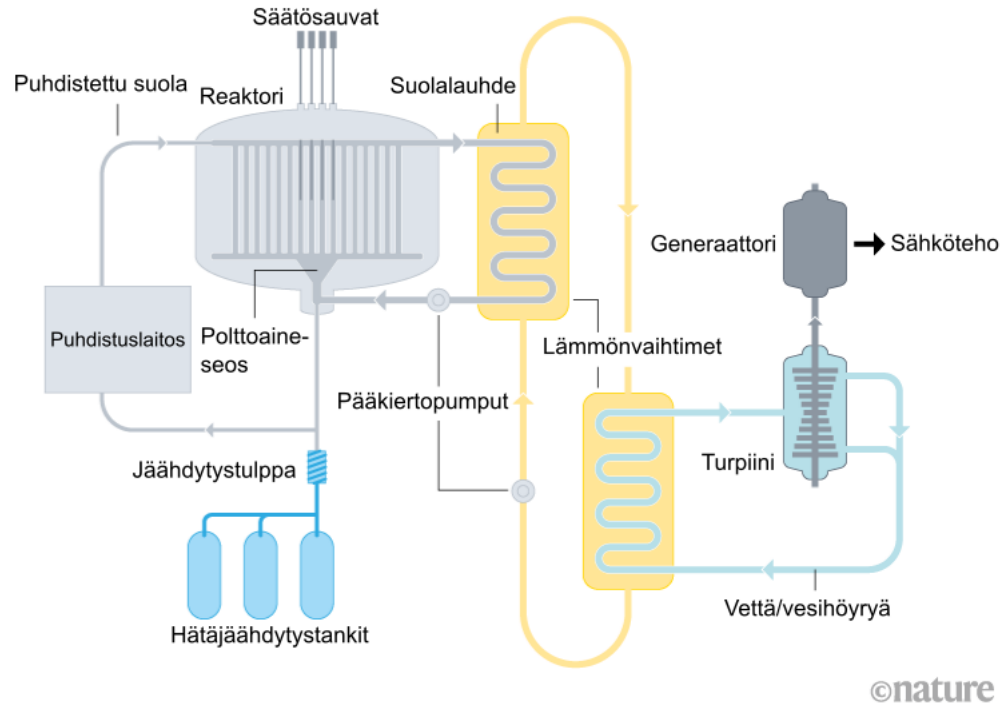 Säätösauvat
Puhdistettu suola
Reaktori
Suolalauhde
Generaattori
Sähköteho
Puhdistuslaitos
Polttoaine-
seos
Lämmönvaihtimet
Pääkiertopumput
Turpiini
Jäähdytystulppa
Vettä/vesihöyryä
Hätäjäähdytystankit
©nature